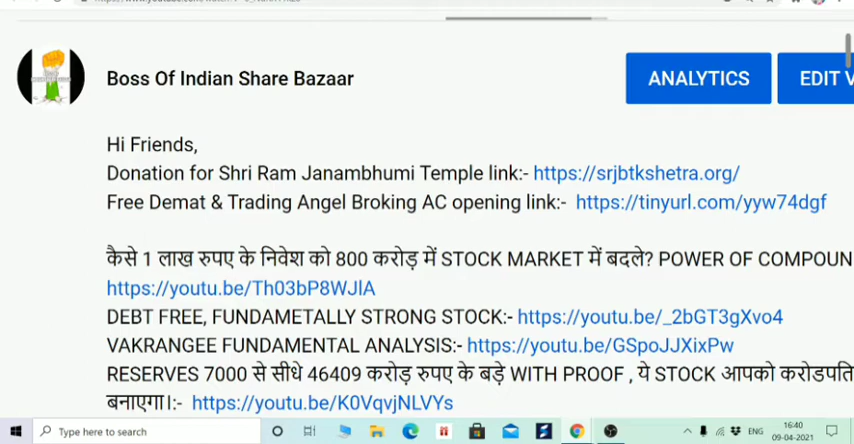 Boss Of Indian Share Bazaar
ANALYTICS
EDIT V
Hi Friends,
Donation for Shri Ram Janambhumi Temple link:- https://srjbtkshetra.org/
Free Demat & Trading Angel Broking AC opening link:- https://tinyurl.com/yyw74dgf
कैसे 1 लाख रुपए के निवेश को 800 करोड़ में STOCK MARKET में बदले? POWER OF COMPOUN
https://youtu.be/Th03bP8WJlA
DEBT FREE, FUNDAMETALLY STRONG STOCK:- https://youtu.be/_2bGT3gXvo4
VAKRANGEE FUNDAMENTAL ANALYSIS:- https://youtu.be/GSpoJJXixPw
RESERVES 7000 से सीधे 46409 करोड़ रुपए के बड़े WITH PROOF , ये STOCK आपको करोडपति
बनाएगा।:- https://youtu.be/K0VqvjNLVYs
Type here to search
ENG
16:40
09-04-2021